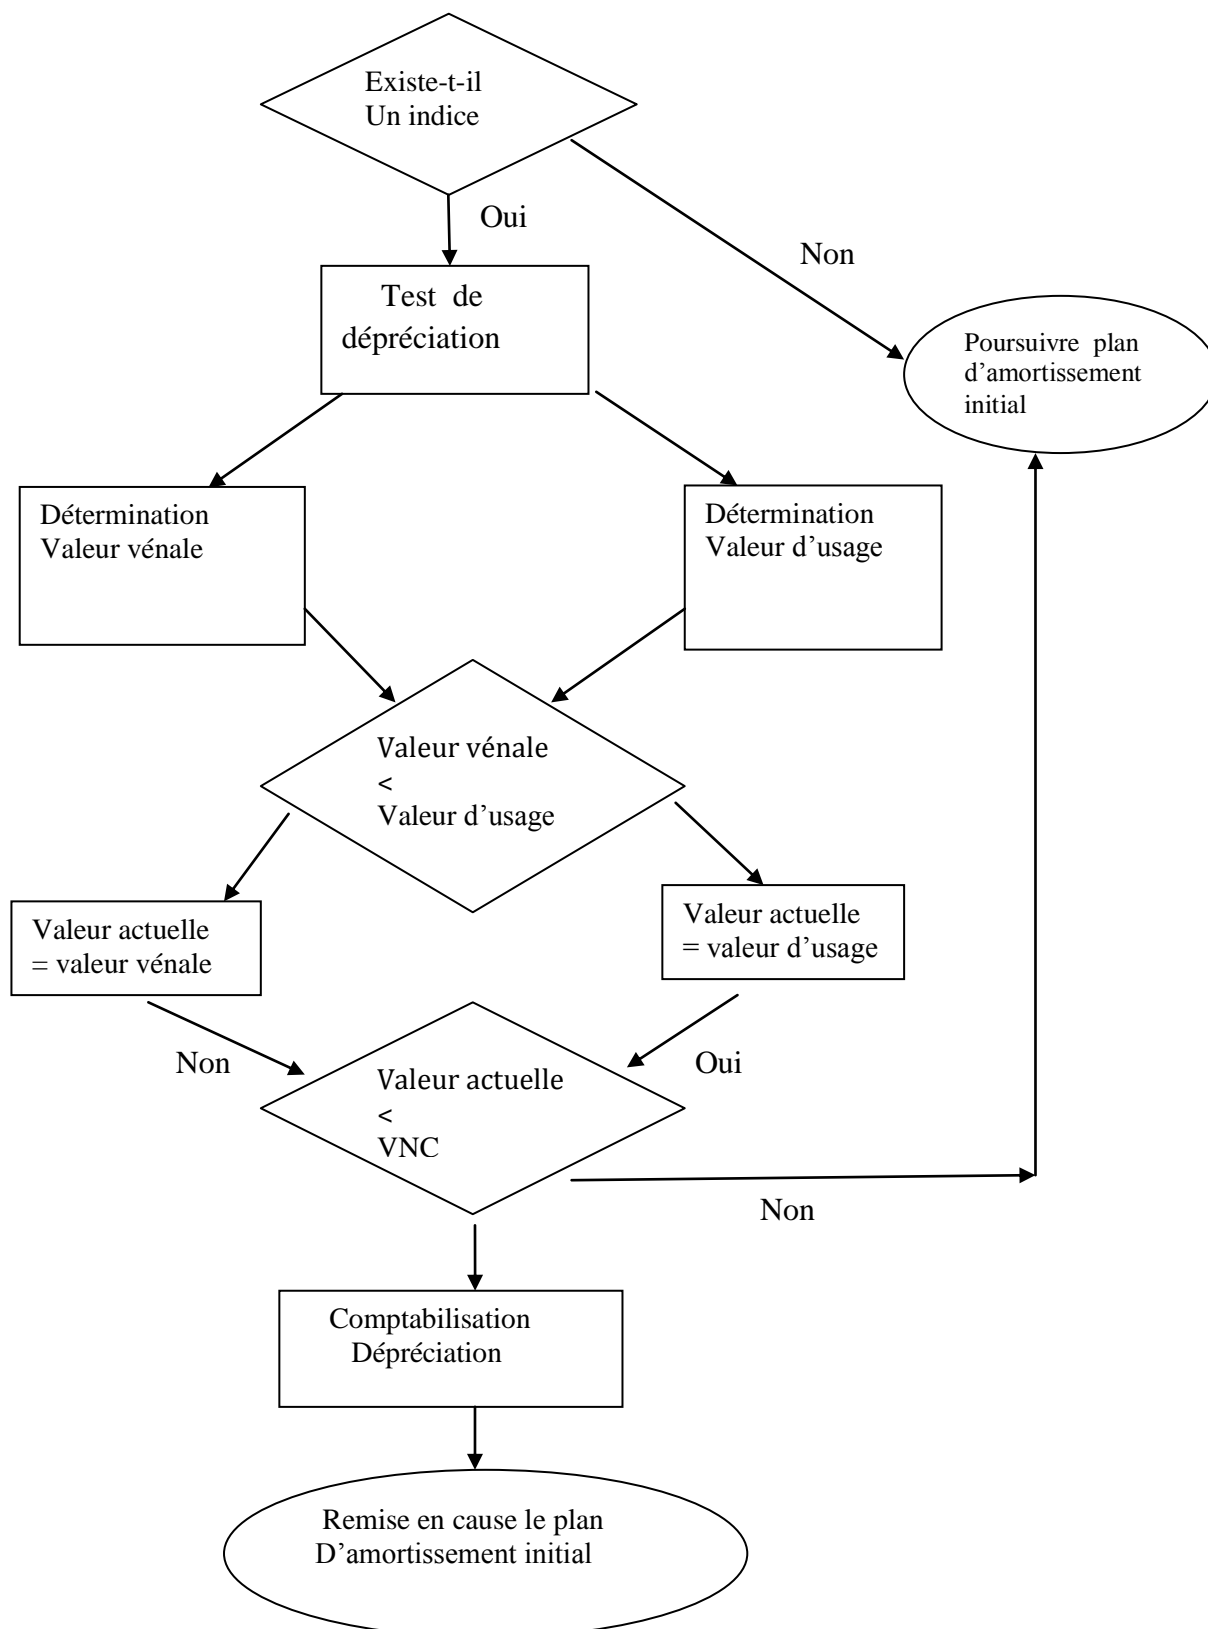 Existe-t-il
Un indice
Oui
Non
Test de
dépréciation
Poursuivre plan
d’amortissement
initial
Détermination
Valeur vénale
Détermination
Valeur d’usage
Valeur vénale
<
Valeur d’usage
Valeur actuelle
= valeur vénale
Valeur actuelle
= valeur d’usage
Non
Oui
Valeur actuelle
<
VNC
Non
Comptabilisation
Dépréciation
Remise en cause le plan
D’amortissement initial